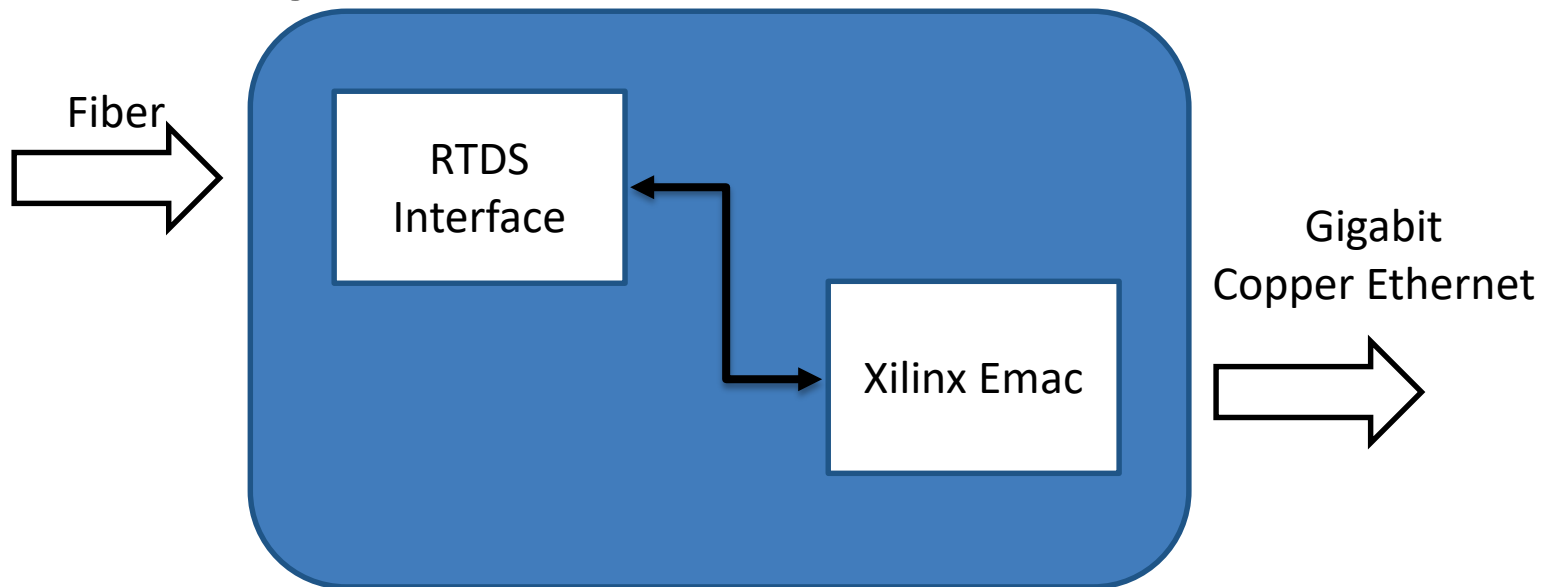 Fiber
RTDS
Interface
Gigabit
Copper Ethernet
Xilinx Emac